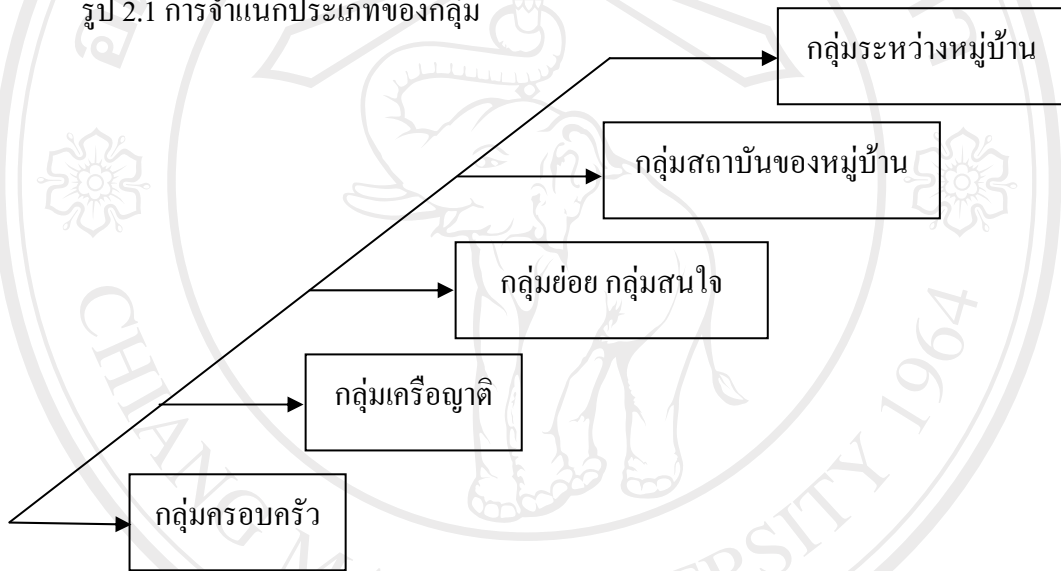 รูป 2.1 การจำแนกประเภทของกลุ่ม
กลุ่มระหว่างหมู่บ้าน
กลุ่มสถาบันของหมู่บ้าน
กลุ่มย่อย กลุ่มสนใจ
กลุ่มเครือญาติ
กลุ่มครอบครัว
CHIANG MAI UNIVERSITY 1964